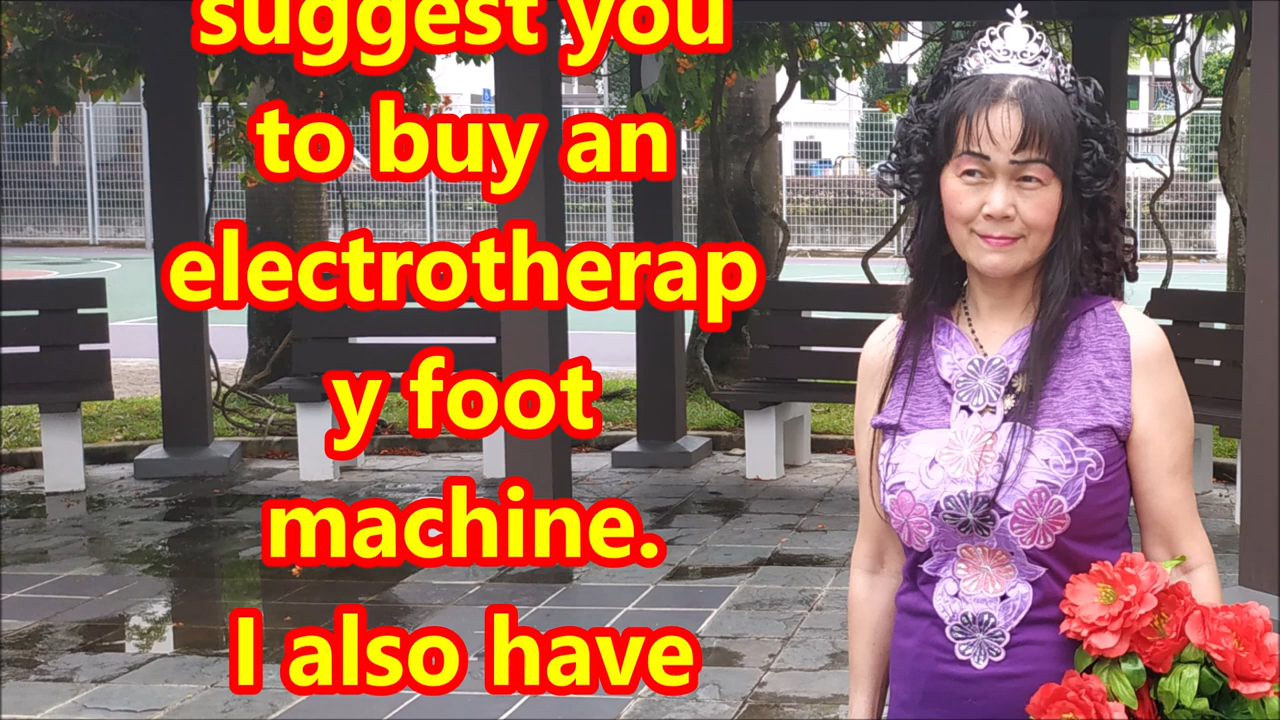 suggest you
to buy an
electrotherap
y foot
machine.
I also have